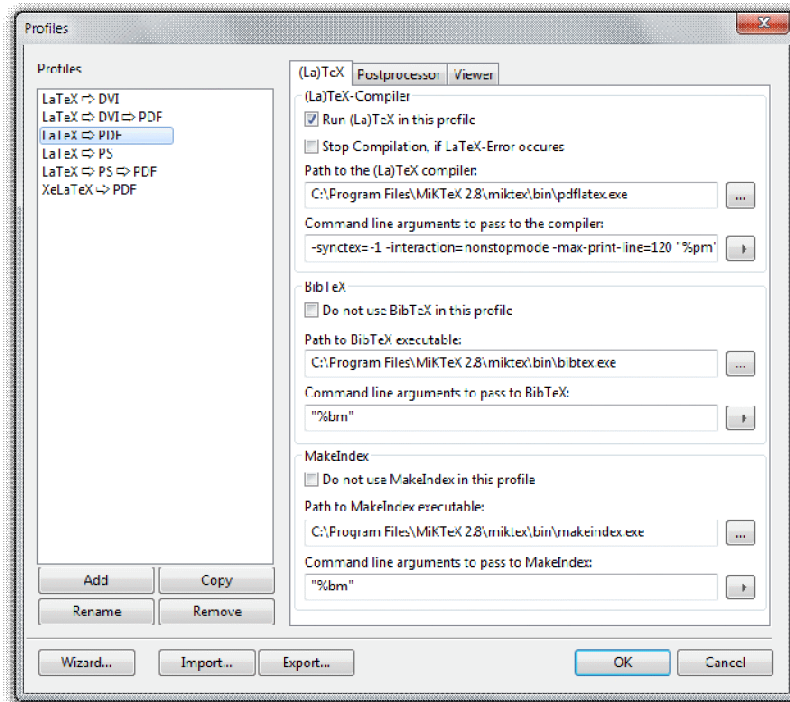 Profiles
Profiles
LaTeX ⇨ DVI
LaTeX ⇨ DVI ⇨ PDF
LaTeX ⇨ PDF
LaTeX ⇨ PS
LaTeX ⇨ PS ⇨ PDF
XeLaTeX ⇨ PDF
Add
Copy
Rename
Remove
(La)TeX
Postprocessor
Viewer
(La)TeX-Compiler
Run (La)TeX in this profile
Stop Compilation, if LaTeX-Error occures
Path to the (La)TeX compiler:
C:\Program Files\MiKTeX 2.8\miktex\bin\pdflatex.exe
...
Command line arguments to pass to the compiler:
-synctex=-1 -interaction=nonstopmode -max-print-line=120 "%pm"
BibTeX
Do not use BibTeX in this profile
Path to BibTeX executable:
C:\Program Files\MiKTeX 2.8\miktex\bin\bibtex.exe
...
Command line arguments to pass to BibTeX:
"%bm"
MakeIndex
Do not use MakeIndex in this profile
Path to MakeIndex executable:
C:\Program Files\MiKTeX 2.8\miktex\bin\makeindex.exe
...
Command line arguments to pass to MakeIndex:
"%bm"
Wizard...
Import...
Export...
OK
Cancel